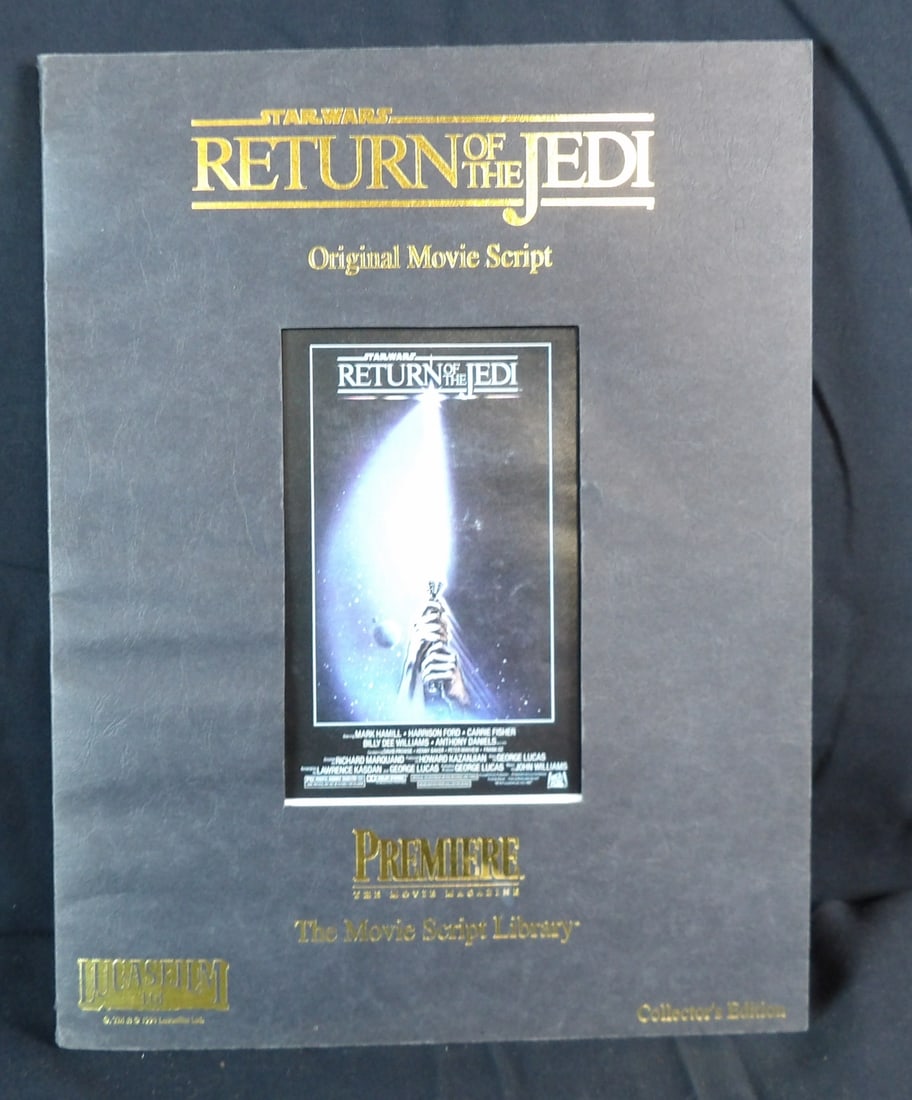 STAR WARS
RETURN OF THE JEDI
Original Movie Script
STAR WARS
RETURN OF THE JEDI
MARK HAMILL • HARRISON FORD • CARRIE FISHER
BILLY DEE WILLIAMS • ANTHONY DANIELS
RICHARD MARQUAND HOWARD KAZANJIAN GEORGE LUCAS
LAWRENCE KASDAN GEORGE LUCAS GEORGE LUCAS JOHN WILLIAMS
PREMIERE
THE MOVIE MAGAZINE
The Movie Script Library
LUCASFILM
LTD
Collector's Edition